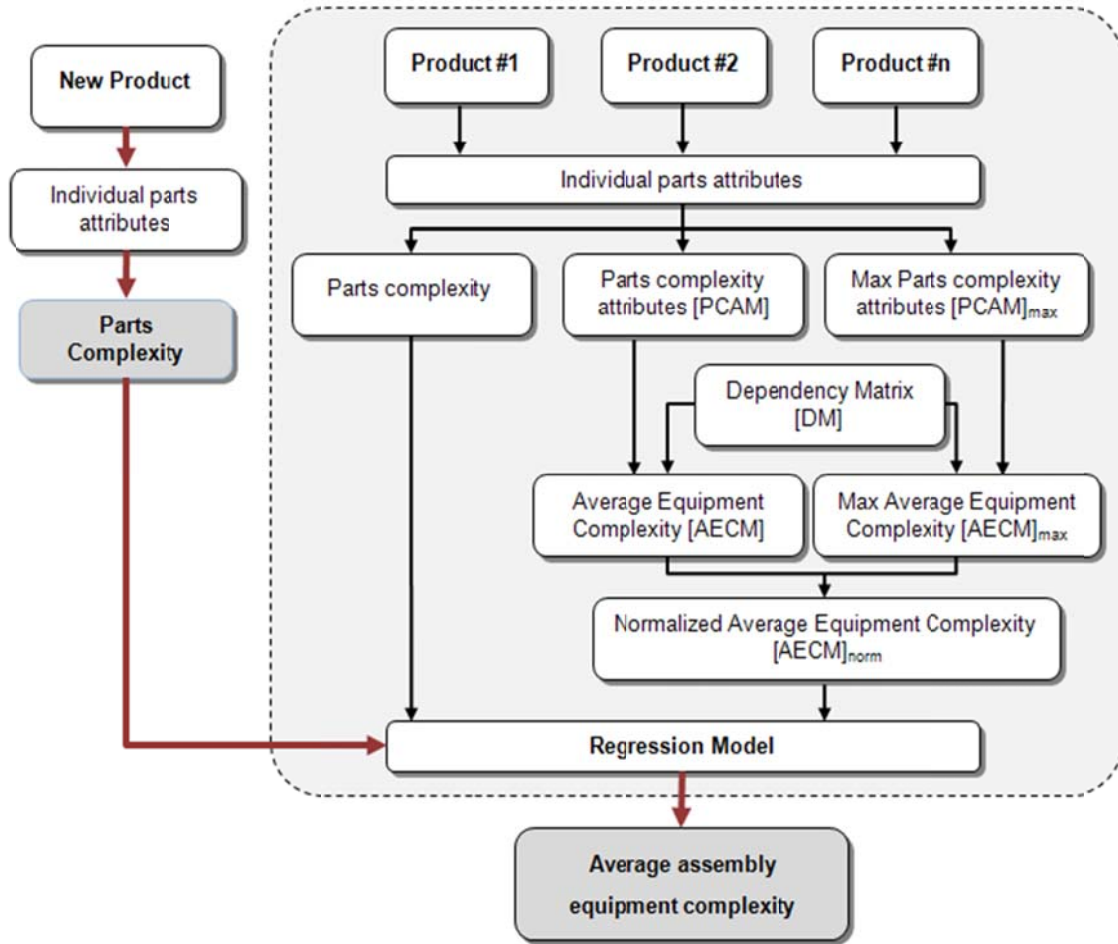 New Product
Product #1
Product #2
Product #n
Individual parts
attributes
Individual parts attributes
Parts
Complexity
Parts complexity
Parts complexity
attributes [PCAM]
Max Parts complexity
attributes [PCAM]max
Dependency Matrix
[DM]
Average Equipment
Complexity [AECM]
Max Average Equipment
Complexity [AECM]max
Normalized Average Equipment Complexity
[AECM]norm
Regression Model
Average assembly
equipment complexity